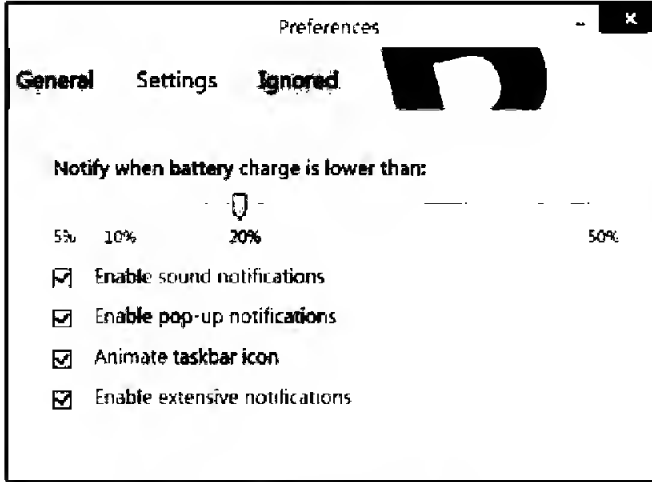 Preferences
General Settings Ignored
Notify when battery charge is lower than:
5% 10% 20% 50%
Enable sound notifications
Enable pop-up notifications
Animate taskbar icon
Enable extensive notifications